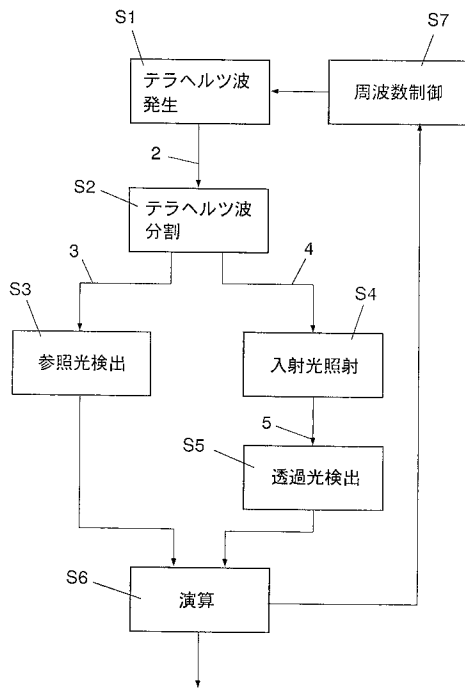 S1
S7
テラヘルツ波
発生
周波数制御
2
S2
テラヘルツ波
分割
3
4
S3
S4
参照光検出
入射光照射
5
S5
透過光検出
S6
演算